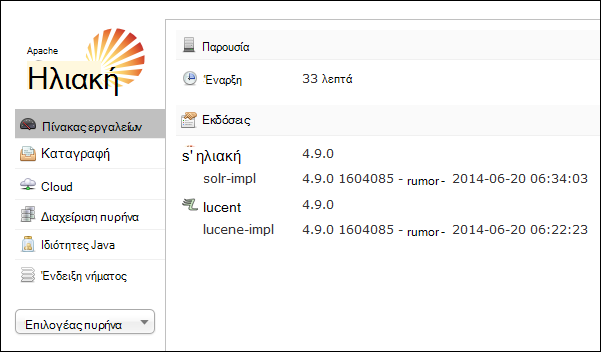 Apache
Ηλιακή
Πίνακας εργαλείων
Καταγραφή
Cloud
Διαχείριση πυρήνα
Ιδιότητες Java
Ένδειξη νήματος
Επιλογέας πυρήνα
Παρουσία
Έναρξη 33 λεπτά
Εκδόσεις
s' ηλιακή 4.9.0
solr-impl 4.9.0 1604085 - rumor - 2014-06-20 06:34:03
lucent 4.9.0
lucene-impl 4.9.0 1604085 - rumor - 2014-06-20 06:22:23